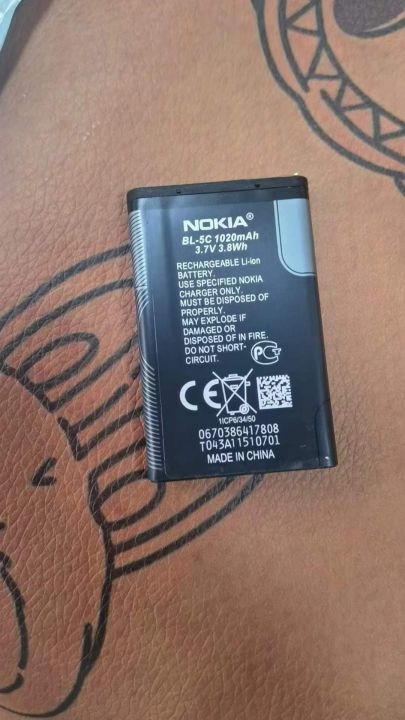 NOKIA®
BL-5C 1020mAh
3.7V 3.8Wh
RECHARGEABLE Li-ion
BATTERY.
USE SPECIFIED NOKIA
CHARGER ONLY.
MUST BE DISPOSED OF
PROPERLY.
MAY EXPLODE IF
DAMAGED OR
DISPOSED OF IN FIRE.
DO NOT SHORT-
CIRCUIT.
CE
1ICP6/34/50
0670386417808
T043A11510701
MADE IN CHINA